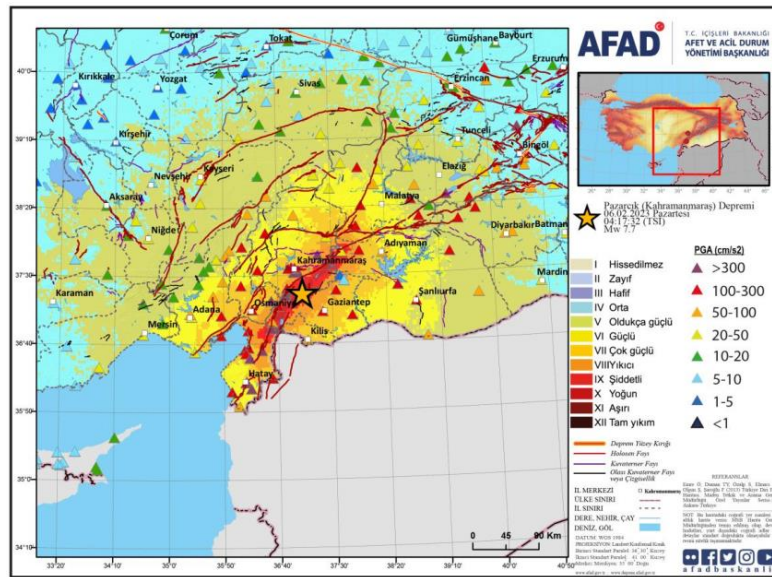 AFAD
T.C. İÇİŞLERİ BAKANLIĞI
AFET VE ACİL DURUM
YÖNETİMİ BAŞKANLIĞI
Çorum
Tokat
Gümüşhane
Bayburt
40°0'
Kırıkkale
Yozgat
Sivas
Erzincan
Erzurum
39°10'
Kırşehir
Tunceli
Bingöl
Nevşehir
Kayseri
Elazığ
38°20'
Aksaray
Malatya
Niğde
Diyarbakır
Batman
Adıyaman
37°30'
Kahramanmaraş
Mardin
Karaman
Osmaniye
Gaziantep
Şanlıurfa
Adana
Mersin
36°40'
Kilis
Hatay
35°50'
35°0'
34°10'
0 45 90 Km
33°20' 34°10' 35°0' 35°50' 36°40' 37°30' 38°20' 39°10' 40°0' 40°50'
Pazarcık (Kahramanmaraş) Depremi
06.02.2023 Pazartesi
04:17:32 (TSI)
Mw 7.7
I Hissedilmez
II Zayıf
III Hafif
IV Orta
V Oldukça güçlü
VI Güçlü
VII Çok güçlü
VIII Yıkıcı
IX Şiddetli
X Yoğun
XI Aşırı
XII Tam yıkım
PGA (cm/s2)
>300
100-300
50-100
20-50
10-20
5-10
1-5
<1
Deprem Yüzey Kırığı
Holosen Fayı
Kuvaterner Fayı
Olası Kuvaterner Fayı
veya Çizgisellik
İL MERKEZİ
Kahramanmaraş
ÜLKE SINIRI
İL SINIRI
DERE, NEHİR, ÇAY
DENİZ, GÖL
REFERANSLAR
afadbaskanlik